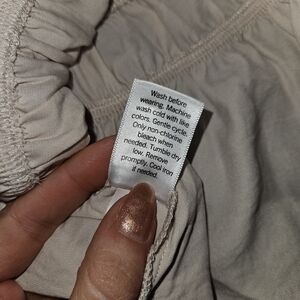 Wash before
wearing. Machine
wash cold with like
colors. Gentle cycle.
Only non-chlorine
bleach when
needed. Tumble dry
low. Remove
promptly. Cool iron
if needed.